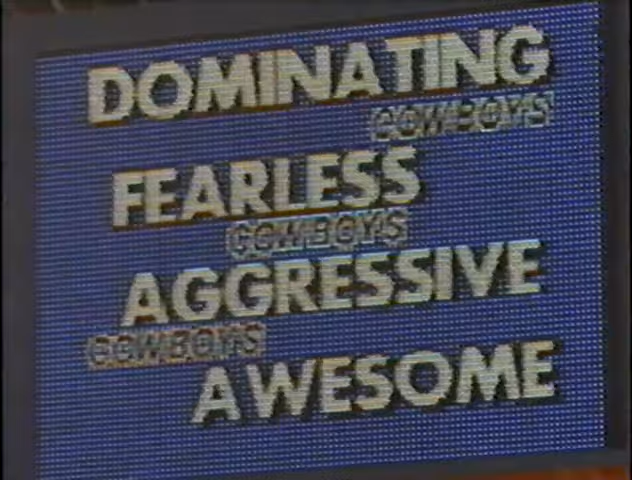 DOMINATING
COWBOYS
FEARLESS
COWBOYS
AGGRESSIVE
COWBOYS
AWESOME